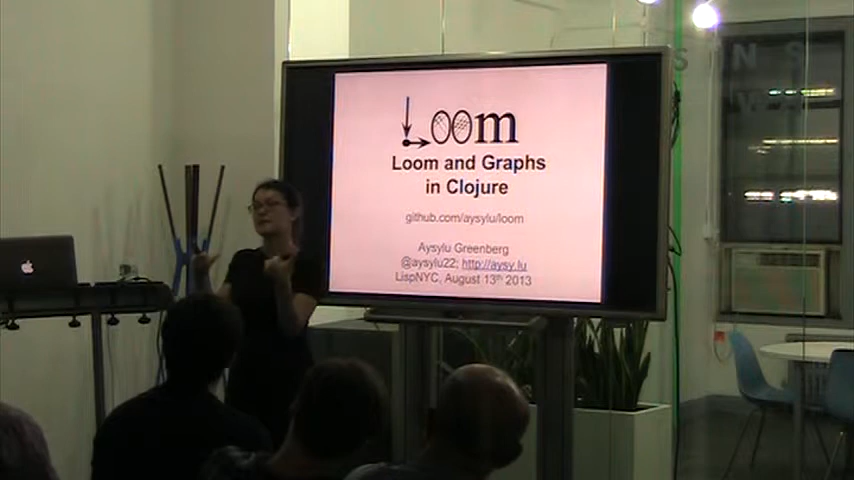 Loom
Loom and Graphs
in Clojure
github.com/aysylu/loom
Aysylu Greenberg
@aysylu22; http://aysy.lu
LispNYC, August 13th 2013